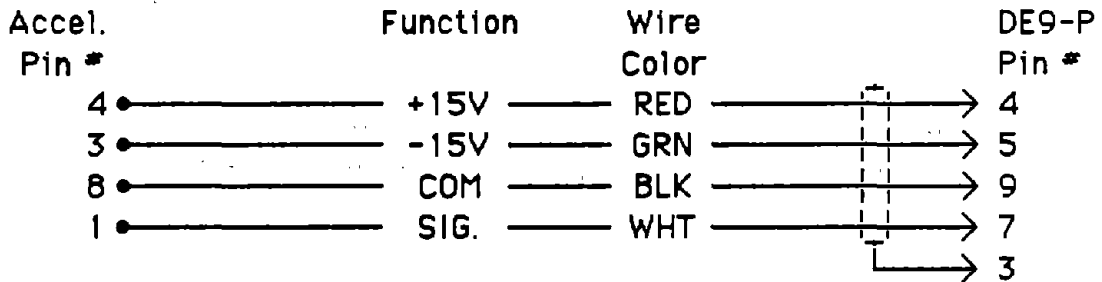 Accel. Function Wire DE9-P
Pin # Color Pin #
4 +15V RED 4
3 -15V GRN 5
8 COM BLK 9
1 SIG. WHT 7
3